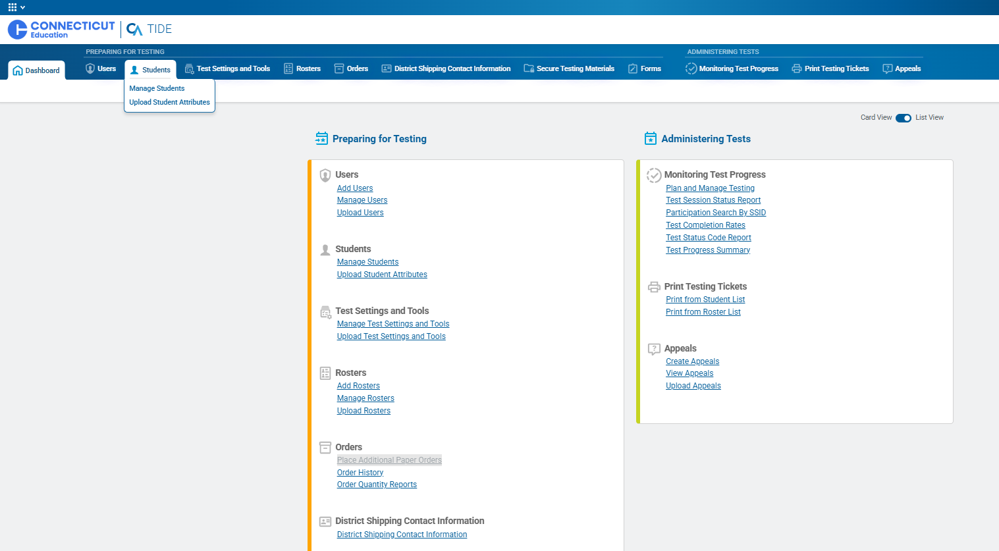 CONNECTICUT
Education
CA TIDE
PREPARING FOR TESTING
ADMINISTERING TESTS
Dashboard
Users
Students
Test Settings and Tools
Rosters
Orders
District Shipping Contact Information
Secure Testing Materials
Forms
Monitoring Test Progress
Print Testing Tickets
Appeals
Manage Students
Upload Student Attributes
Card View
List View
Preparing for Testing
Users
Add Users
Manage Users
Upload Users
Students
Manage Students
Upload Student Attributes
Test Settings and Tools
Manage Test Settings and Tools
Upload Test Settings and Tools
Rosters
Add Rosters
Manage Rosters
Upload Rosters
Orders
Place Additional Paper Orders
Order History
Order Quantity Reports
District Shipping Contact Information
District Shipping Contact Information
Administering Tests
Monitoring Test Progress
Plan and Manage Testing
Test Session Status Report
Participation Search By SSID
Test Completion Rates
Test Status Code Report
Test Progress Summary
Print Testing Tickets
Print from Student List
Print from Roster List
Appeals
Create Appeals
View Appeals
Upload Appeals